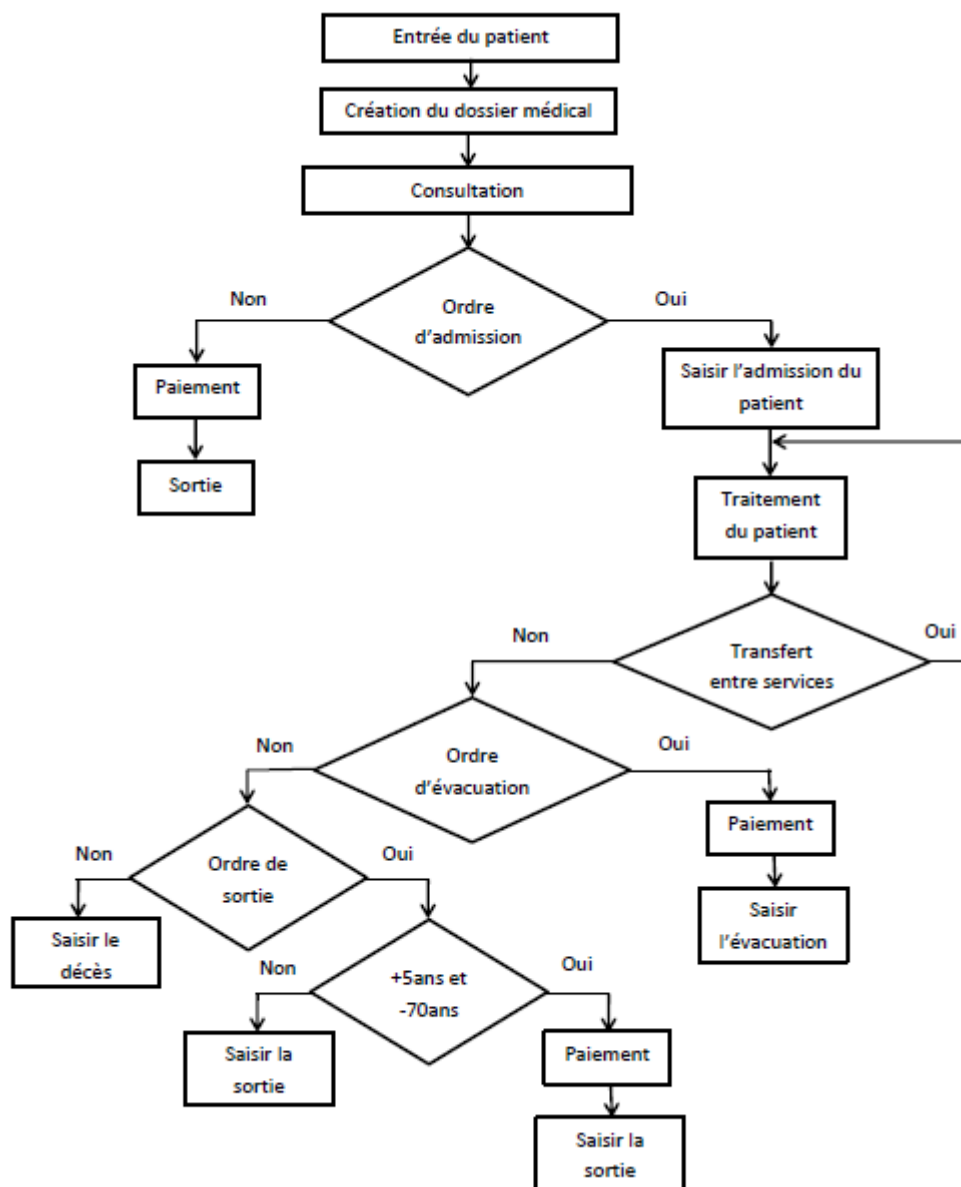 Entrée du patient
Création du dossier médical
Consultation
Non
Oui
Ordre
d'admission
Paiement
Saisir l'admission du
patient
Sortie
Traitement
du patient
Non
Oui
Transfert
entre services
Non
Oui
Ordre
d'évacuation
Paiement
Non
Oui
Ordre de
sortie
Saisir
l'évacuation
Saisir le
décès
Non
Oui
+5ans et
-70ans
Saisir la
sortie
Paiement
Saisir la
sortie